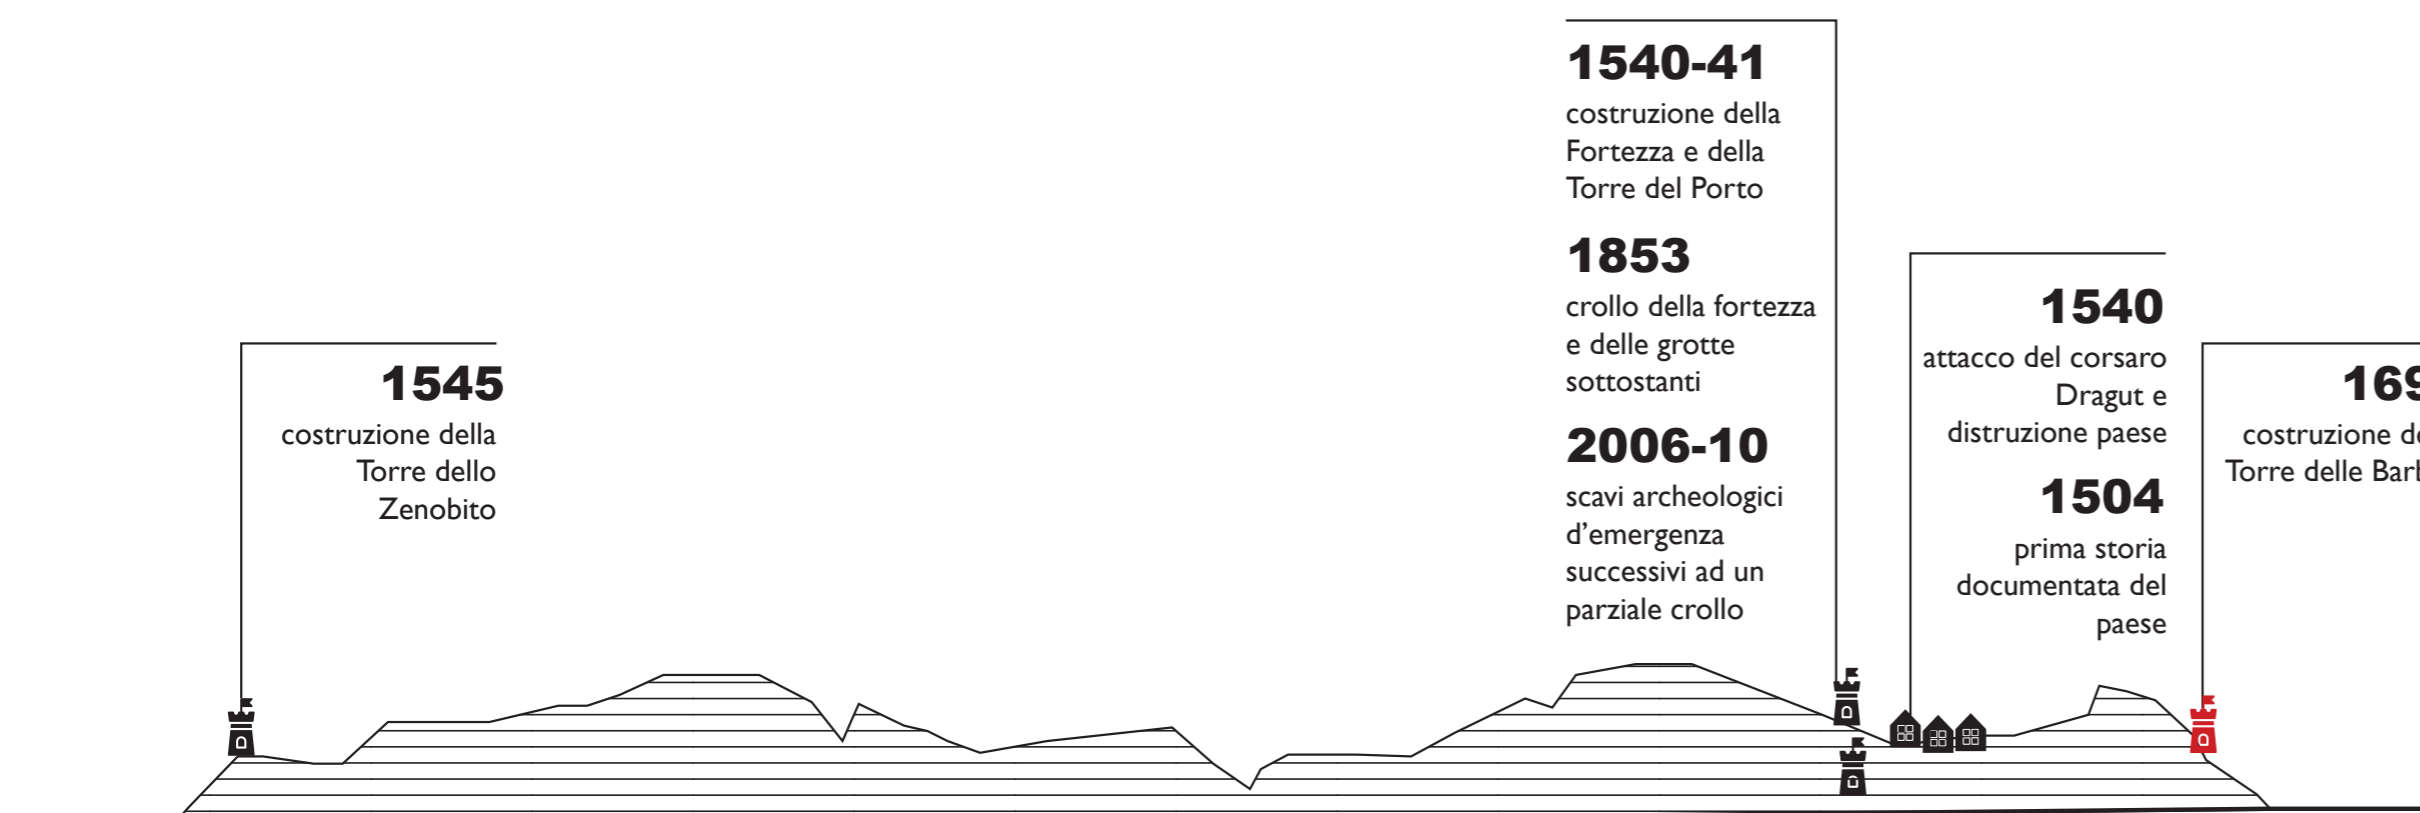 1545
costruzione della
Torre dello
Zenobito
1540-41
costruzione della
Fortezza e della
Torre del Porto
1853
crollo della fortezza
e delle grotte
sottostanti
2006-10
scavi archeologici
d’emergenza
successivi ad un
parziale crollo
1540
attacco del corsaro
Dragut e
distruzione paese
1504
prima storia
documentata del
paese
costruzione
Torre delle